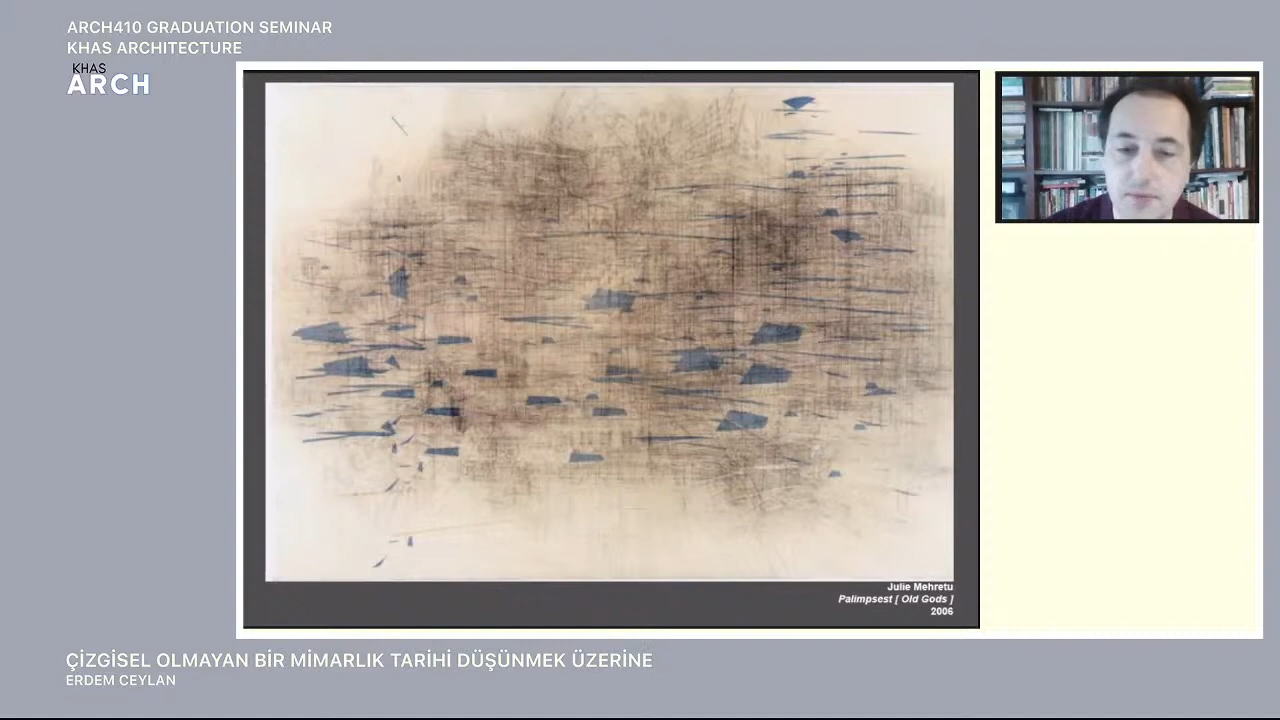 ARCH410 GRADUATION SEMINAR
KHAS ARCHITECTURE
KHAS
ARCH
Julie Mehretu
Palimpsest [ Old Gods ]
2006
ÇİZGİSEL OLMAYAN BİR MİMARLIK TARİHİ DÜŞÜNMEK ÜZERİNE
ERDEM CEYLAN